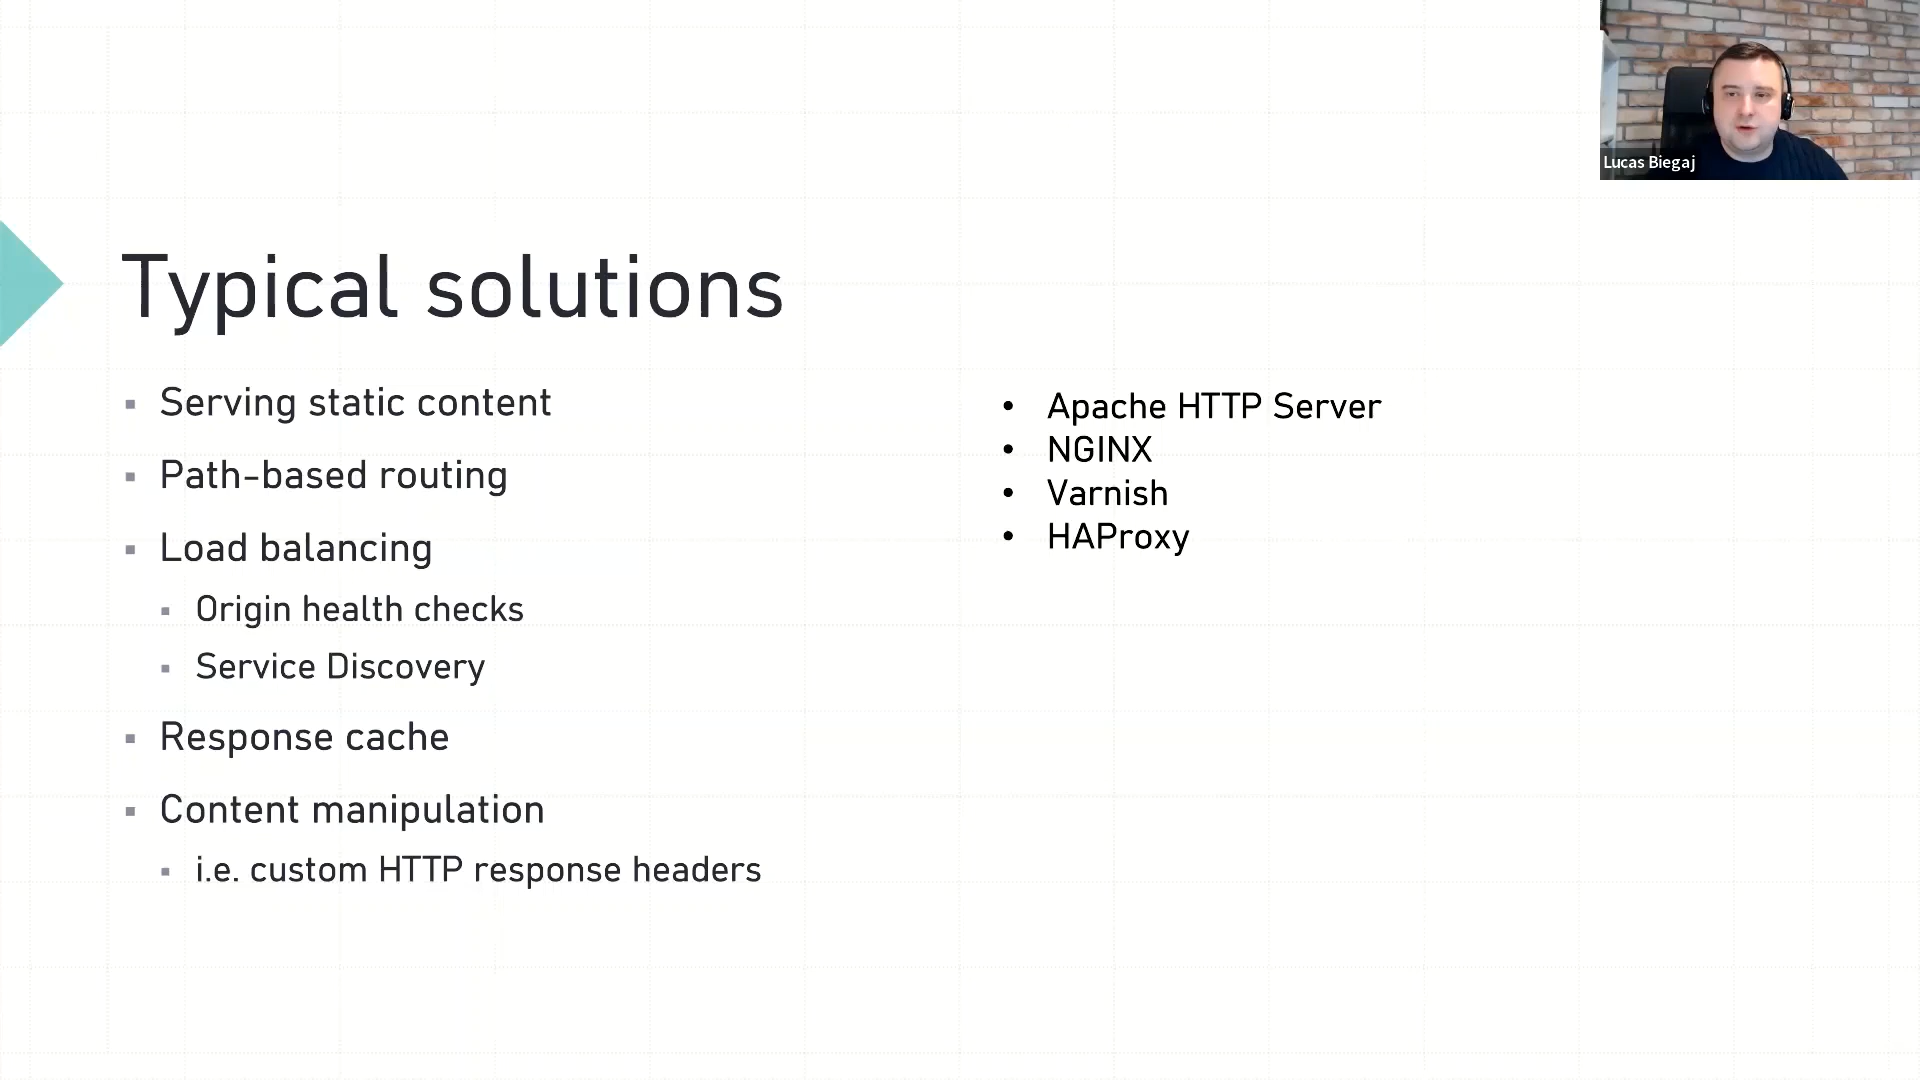 Lucas Biegaj
Typical solutions
Serving static content
Path-based routing
Load balancing
Origin health checks
Service Discovery
Response cache
Content manipulation
i.e. custom HTTP response headers
Apache HTTP Server
NGINX
Varnish
HAProxy